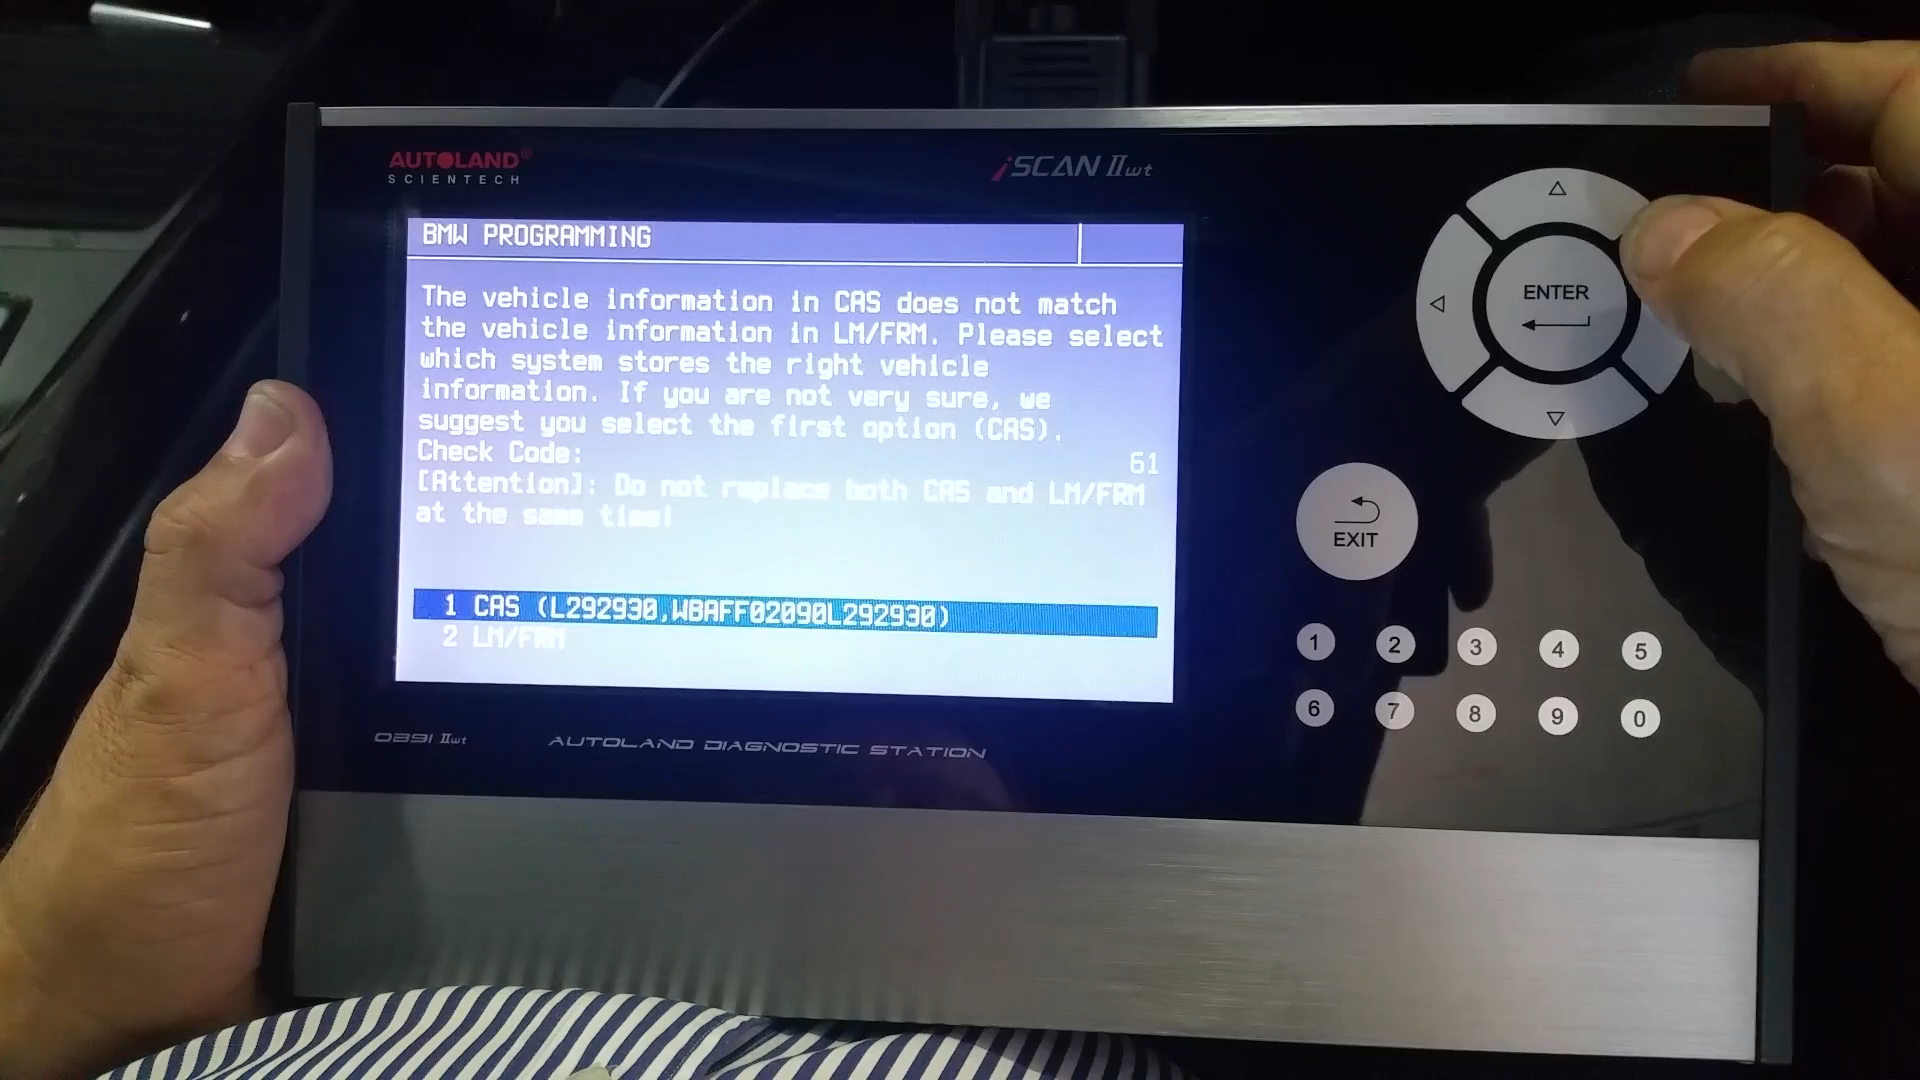 AUTOLAND®
SCIENTECH
iSCAN IIwt
BMW PROGRAMMING
The vehicle information in CAS does not match
the vehicle information in LM/FRM. Please select
which system stores the right vehicle
information. If you are not very sure, we
suggest you select the first option (CAS).
Check Code:
61
[Attention]: Do not replace both CAS and LM/FRM
at the same time!
1 CAS (L292930,WBAFF02090L292930)
2 LM/FRM
ENTER
EXIT
1 2 3 4 5
6 7 8 9 0
OB91 IIwt
AUTOLAND DIAGNOSTIC STATION